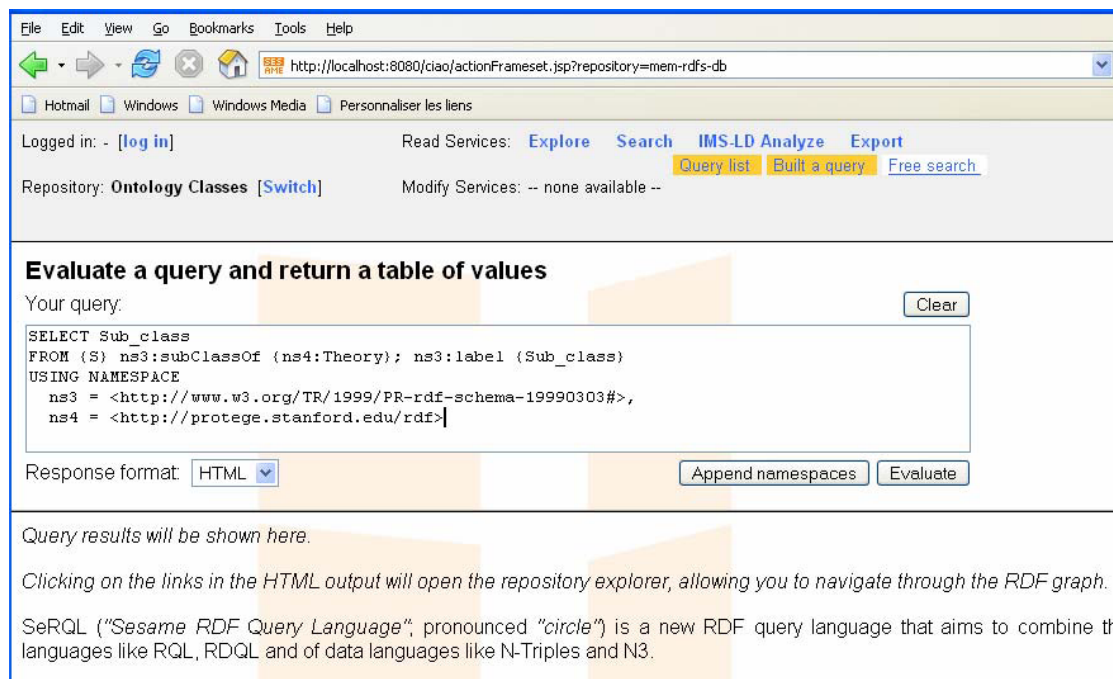 File Edit View Go Bookmarks Tools Help
SES AME http://localhost:8080/ciao/actionFrameset.jsp?repository=mem-rdfs-db
Hotmail Windows Windows Media Personnaliser les liens
Logged in: - [log in] Read Services: Explore Search IMS-LD Analyze Export
Query list Built a query Free search
Repository: Ontology Classes [Switch] Modify Services: -- none available --
Evaluate a query and return a table of values
Your query: Clear
SELECT Sub_class
FROM {S} ns3:subClassOf {ns4:Theory}; ns3:label {Sub_class}
USING NAMESPACE
ns3 = <http://www.w3.org/TR/1999/PR-rdf-schema-19990303#>,
ns4 = <http://protege.stanford.edu/rdf>
Response format: HTML Append namespaces Evaluate
Query results will be shown here.
Clicking on the links in the HTML output will open the repository explorer, allowing you to navigate through the RDF graph.
SeRQL ("Sesame RDF Query Language", pronounced "circle") is a new RDF query language that aims to combine th
languages like RQL, RDQL and of data languages like N-Triples and N3.